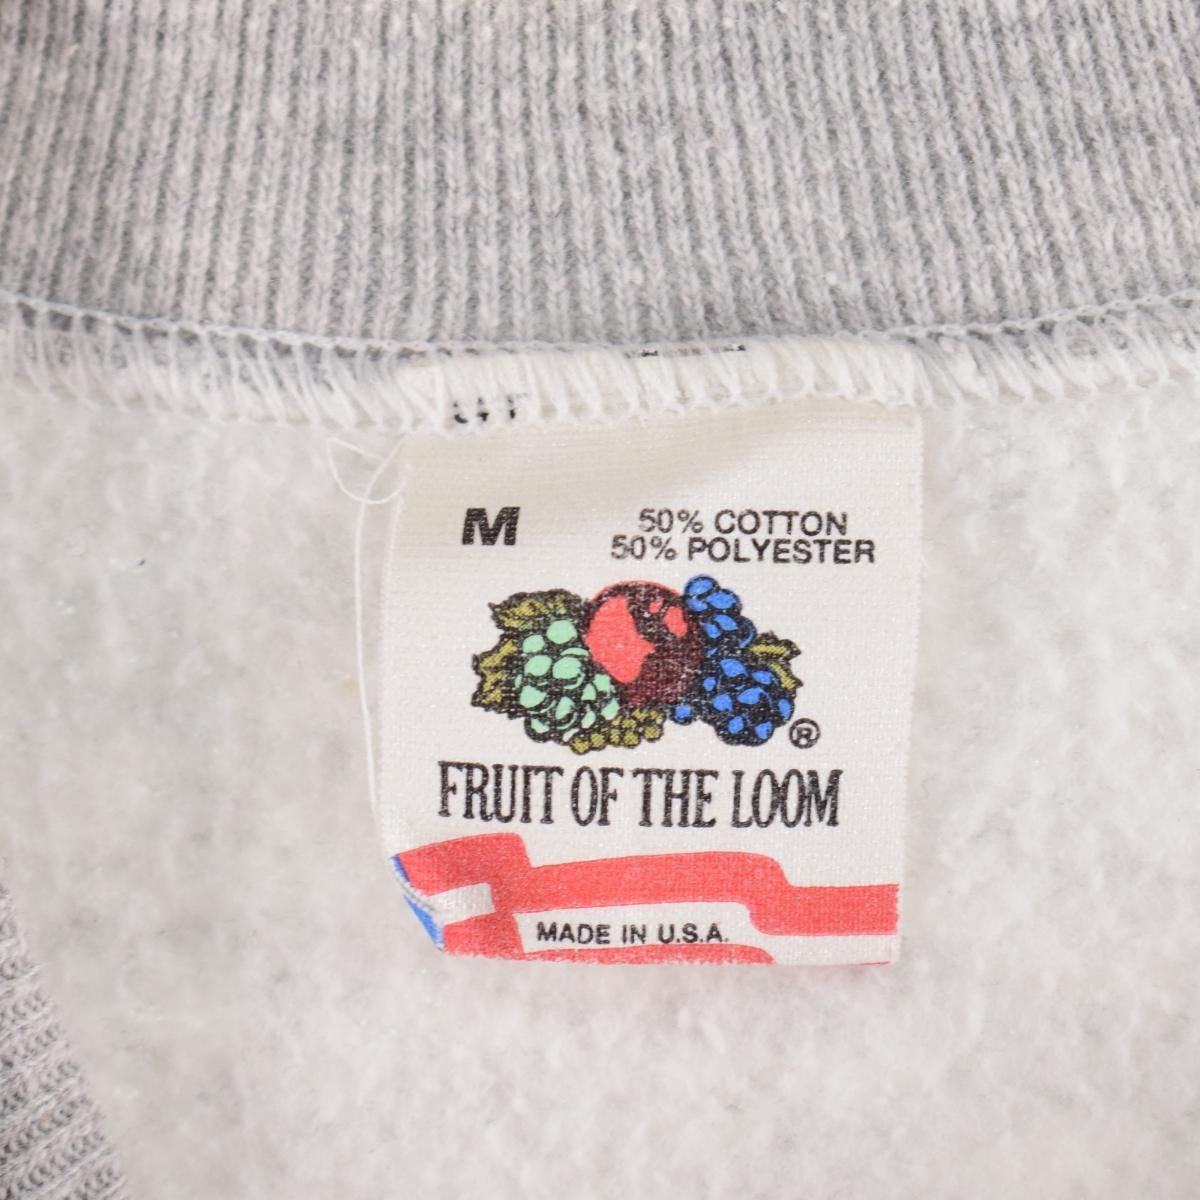 M
50% COTTON
50% POLYESTER
®
FRUIT OF THE LOOM
MADE IN U.S.A.